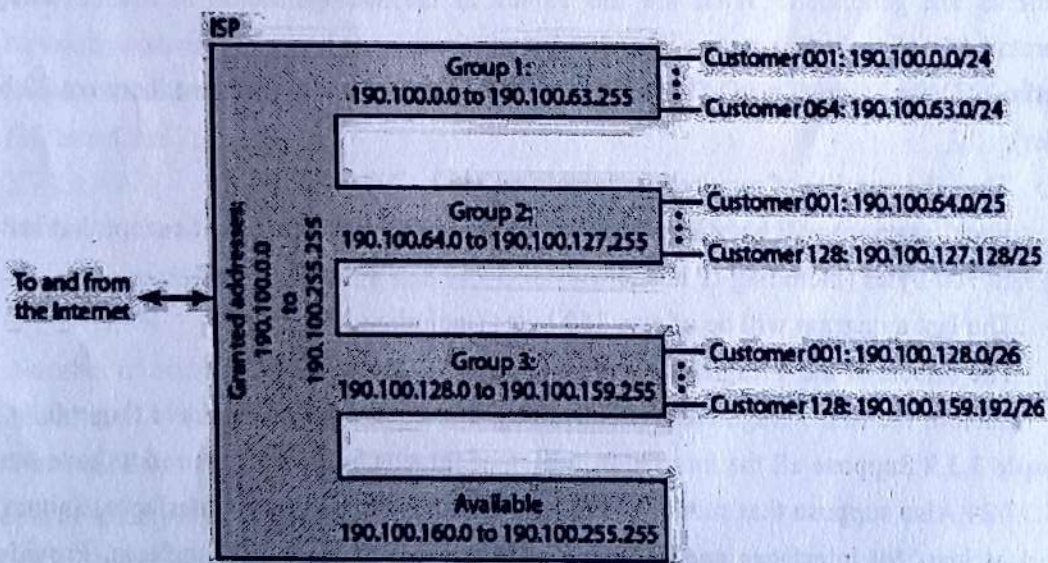 ISP
Group 1:
190.100.0.0 to 190.100.63.255
Customer 001: 190.100.0.0/24
Customer 064: 190.100.63.0/24
Group 2:
190.100.64.0 to 190.100.127.255
Customer 001: 190.100.64.0/25
Customer 128: 190.100.127.128/25
To and from
the Internet
Granted addresses:
190.100.0.0
to
190.100.255.255
Group 3:
190.100.128.0 to 190.100.159.255
Customer 001: 190.100.128.0/26
Customer 128: 190.100.159.192/26
Available
190.100.160.0 to 190.100.255.255